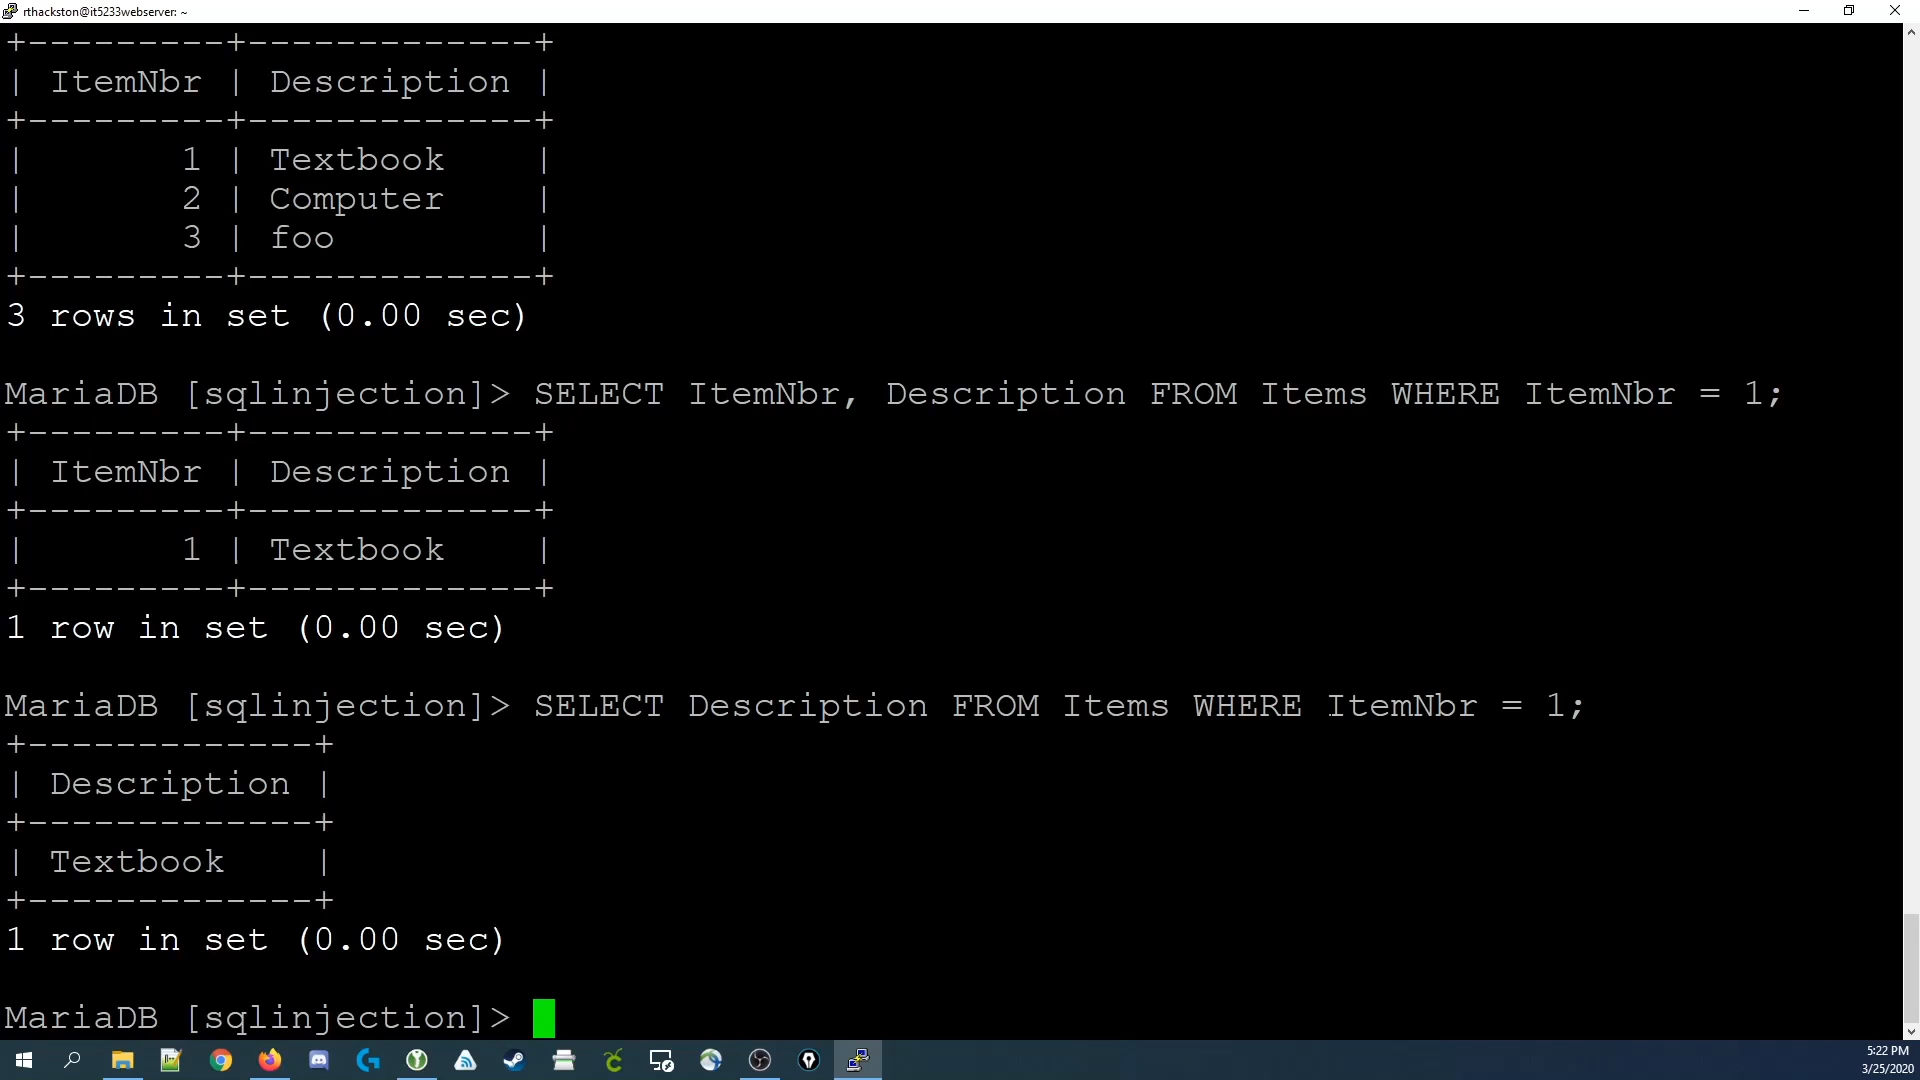 rthackston@it5233webserver: ~
+---------+-------------+
| ItemNbr | Description |
+---------+-------------+
|       1 | Textbook    |
|       2 | Computer    |
|       3 | foo         |
+---------+-------------+
3 rows in set (0.00 sec)
MariaDB [sqlinjection]> SELECT ItemNbr, Description FROM Items WHERE ItemNbr = 1;
+---------+-------------+
| ItemNbr | Description |
+---------+-------------+
|       1 | Textbook    |
+---------+-------------+
1 row in set (0.00 sec)
MariaDB [sqlinjection]> SELECT Description FROM Items WHERE ItemNbr = 1;
+-------------+
| Description |
+-------------+
| Textbook    |
+-------------+
1 row in set (0.00 sec)
MariaDB [sqlinjection]>
5:22 PM
3/25/2020